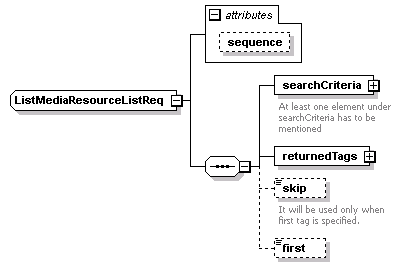 attributes
sequence
ListMediaResourceListReq
searchCriteria
At least one element under
searchCriteria has to be
mentioned
returnedTags
skip
It will be used only when
first tag is specified.
first